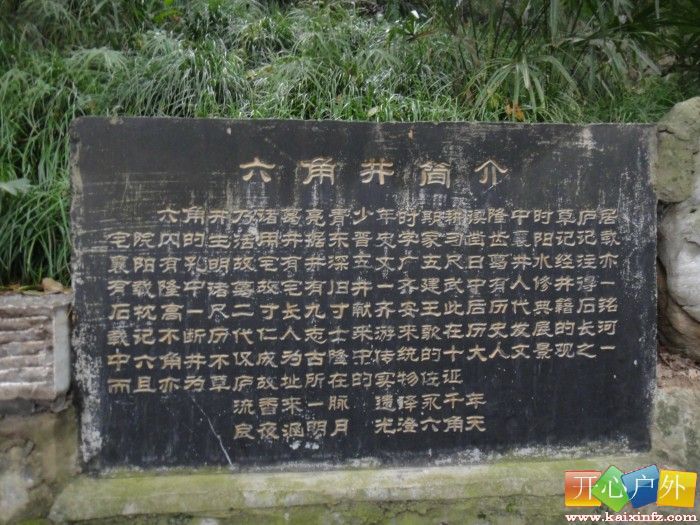 六角井简介
六角井乃诸葛亮青少年时期耕读隆中时草庐居
宅院内的生活用井据东晋史学家习凿齿襄阳记记载
襄阳有孔明故宅有井深五丈广五尺曰葛井水经注亦
有载隆中诸葛故宅有旧井一齐建武中有人修井得一
石枕高一尺二寸长九寸献齐安王此后历代典籍石铭
载记不断历代仁人志士来游来歌在历史发展的长河
中六角井不仅成为古隆中传统的十大人文景观之一
而且亦为草庐故址所在的实物佐证
流香来一脉遗泽永千年
良夜涵明月光澄六角天
开心户外
www.kaixinfz.com